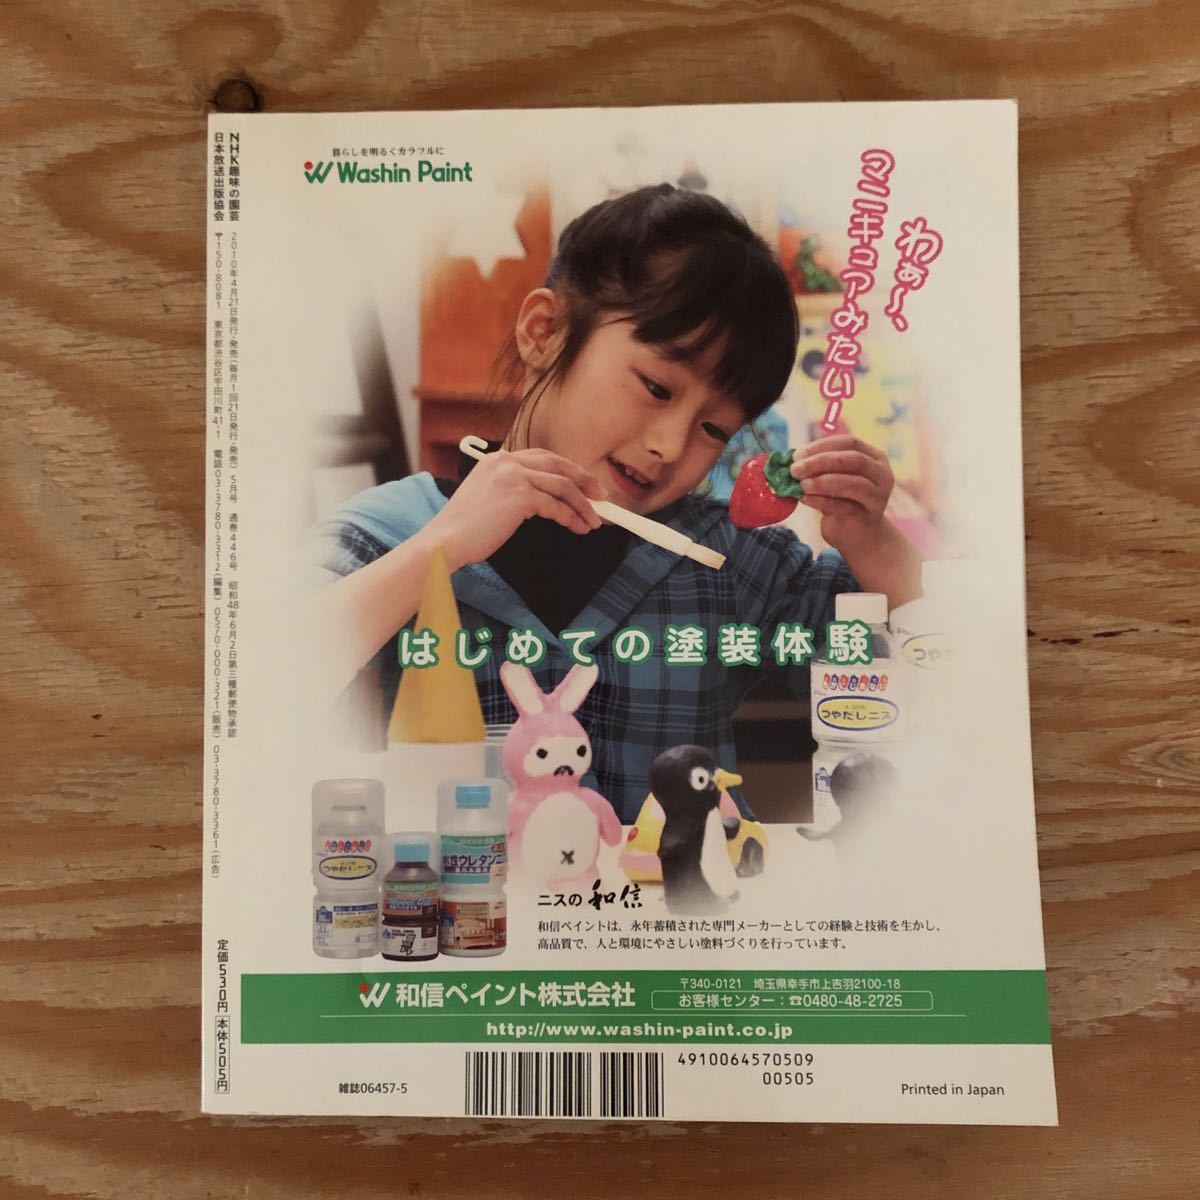 NHK趣味の園芸 2010年4月21日発行・発売(毎月1回21日発行・発売) 5月号 通巻446号 昭和48年6月2日第三種郵便物承認
日本放送出版協会 〒150-8081 東京都渋谷区宇田川町41-1 電話03-3780-3312(編集) 0570-000-321(販売) 03-3780-3361(広告)
定価530円 本体505円
暮らしを明るくカラフルに
Washin Paint
わぁ〜、
マニキュアみたい!
はじめての塗装体験
つやだしニス
つやだ
つやだしニス
水性ウレタンニ
ニスの和信
和信ペイントは、永年蓄積された専門メーカーとしての経験と技術を生かし、
高品質で、人と環境にやさしい塗料づくりを行っています。
和信ペイント株式会社
〒340-0121 埼玉県幸手市上吉羽2100-18
お客様センター:☎0480-48-2725
http://www.washin-paint.co.jp
雑誌06457-5
4910064570509
00505
Printed in Japan